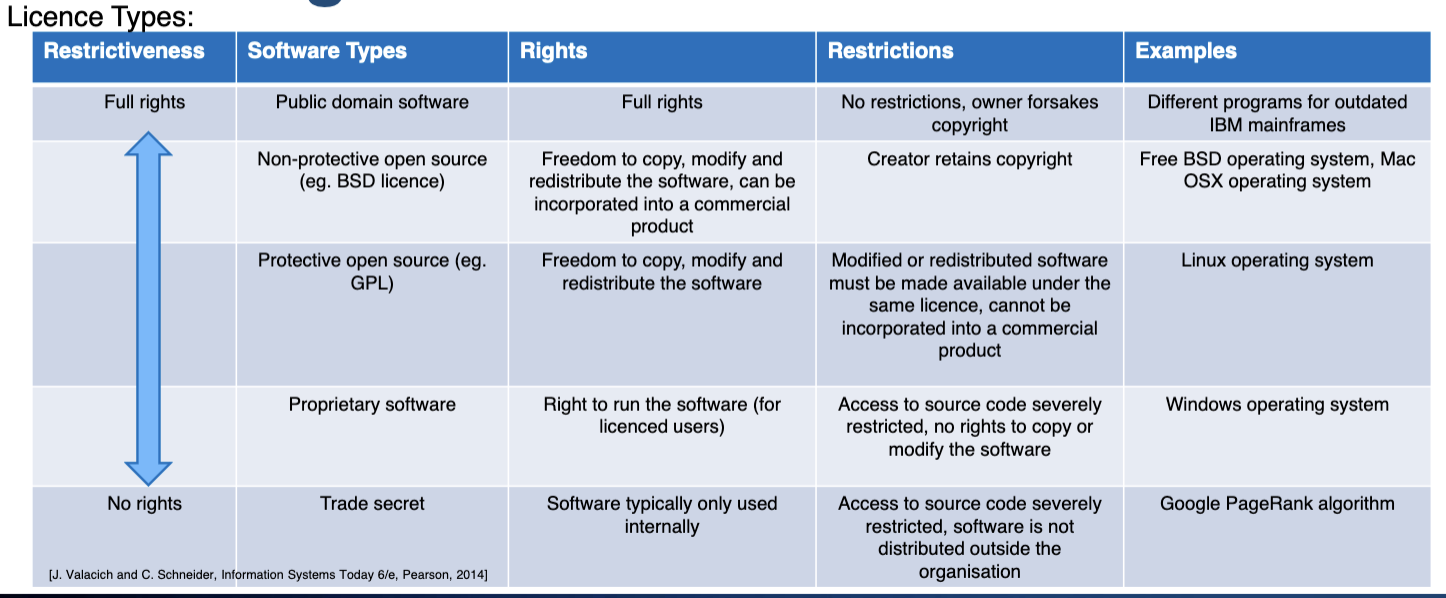 Licence Types:
Restrictiveness
Software Types
Rights
Restrictions
Examples
Full rights
Public domain software
Full rights
No restrictions, owner forsakes
copyright
Different programs for outdated
IBM mainframes
Non-protective open source
(eg. BSD licence)
Freedom to copy, modify and
redistribute the software, can be
incorporated into a commercial
product
Creator retains copyright
Free BSD operating system, Mac
OSX operating system
Protective open source (eg.
GPL)
Freedom to copy, modify and
redistribute the software
Modified or redistributed software
must be made available under the
same licence, cannot be
incorporated into a commercial
product
Linux operating system
Proprietary software
Right to run the software (for
licenced users)
Access to source code severely
restricted, no rights to copy or
modify the software
Windows operating system
No rights
Trade secret
Software typically only used
internally
Access to source code severely
restricted, software is not
distributed outside the
organisation
Google PageRank algorithm
[J. Valacich and C. Schneider, Information Systems Today 6/e, Pearson, 2014]